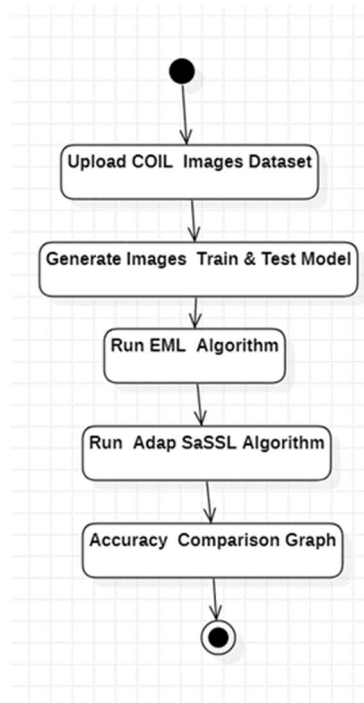 Upload COIL Images Dataset
Generate Images Train & Test Model
Run EML Algorithm
Run Adap SaSSL Algorithm
Accuracy Comparison Graph